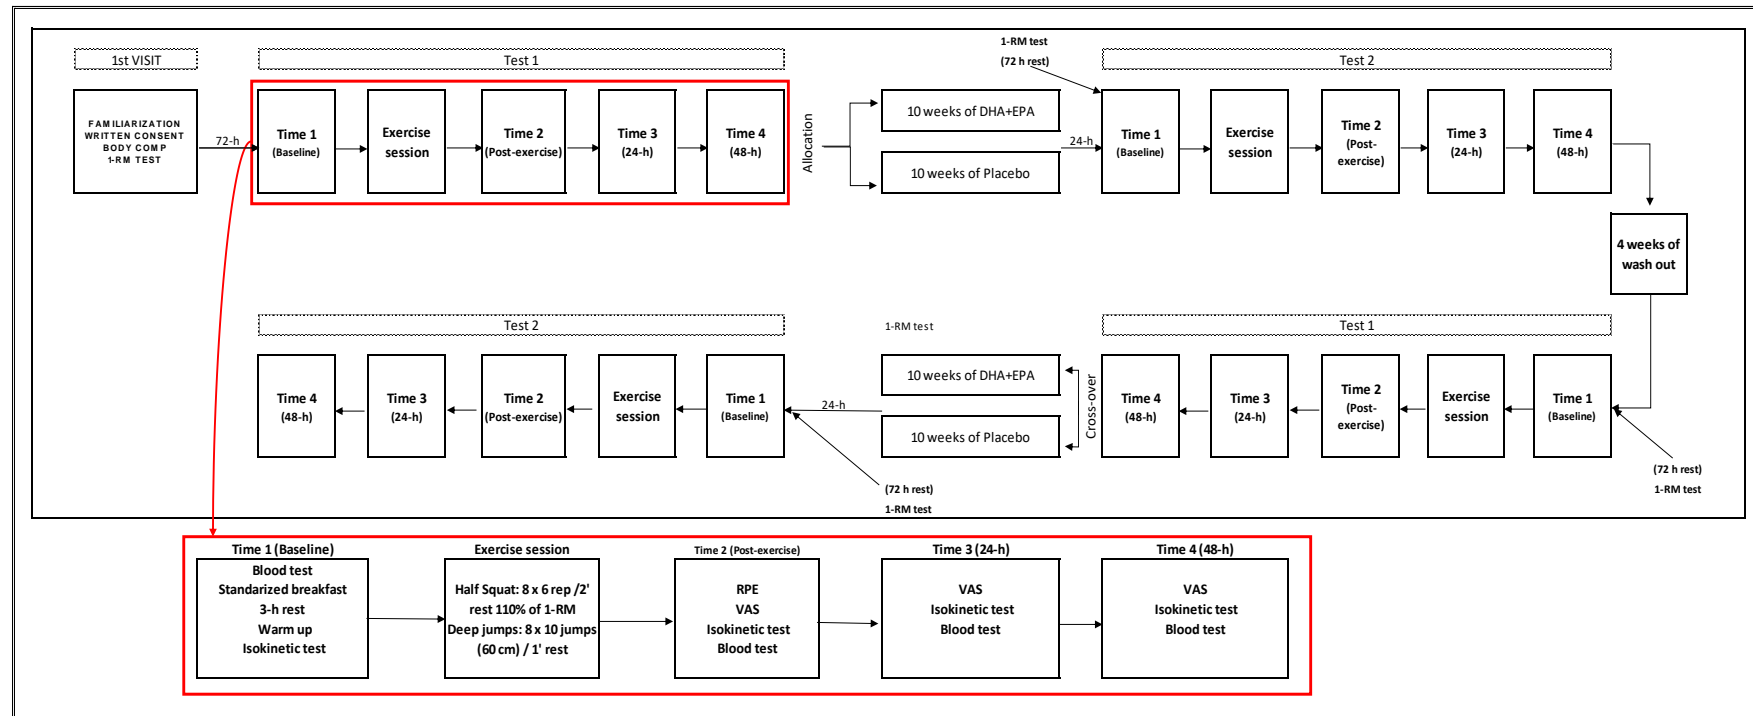 1st VISIT
Test 1
1-RM test
(72 h rest)
Test 2
FAMILIARIZATION
WRITTEN CONSENT
BODY COMP
1-RM TEST
72-h
Time 1
(Baseline)
Exercise
session
Time 2
(Post-exercise)
Time 3
(24-h)
Time 4
(48-h)
Allocation
10 weeks of DHA+EPA
10 weeks of Placebo
24-h
Time 1
(Baseline)
Exercise
session
Time 2
(Post-
exercise)
Time 3
(24-h)
Time 4
(48-h)
4 weeks of
wash out
Test 2
1-RM test
Test 1
Time 4
(48-h)
Time 3
(24-h)
Time 2
(Post-exercise)
Exercise
session
Time 1
(Baseline)
24-h
10 weeks of DHA+EPA
10 weeks of Placebo
Cross-over
Time 4
(48-h)
Time 3
(24-h)
Time 2
(Post-
exercise)
Exercise
session
Time 1
(Baseline)
(72 h rest)
1-RM test
(72 h rest)
1-RM test
Time 1 (Baseline)
Blood test
Standarized breakfast
3-h rest
Warm up
Isokinetic test
Exercise session
Half Squat: 8 x 6 rep /2'
rest 110% of 1-RM
Deep jumps: 8 x 10 jumps
(60 cm) / 1' rest
Time 2 (Post-exercise)
RPE
VAS
Isokinetic test
Blood test
Time 3 (24-h)
VAS
Isokinetic test
Blood test
Time 4 (48-h)
VAS
Isokinetic test
Blood test